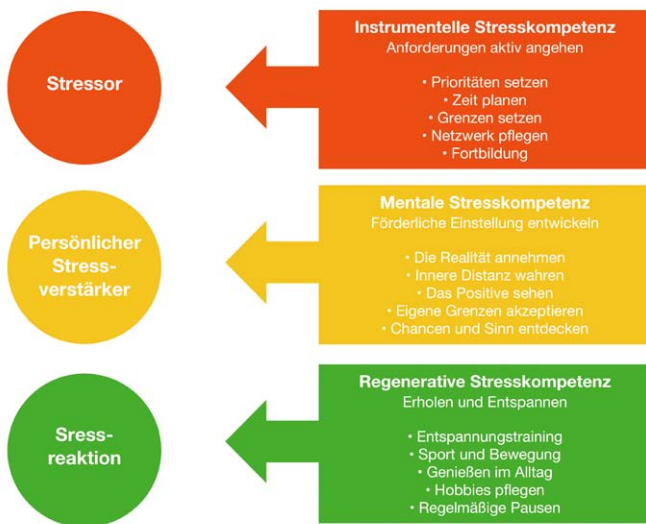 Stressor
Instrumentelle Stresskompetenz
Anforderungen aktiv angehen
• Prioritäten setzen
• Zeit planen
• Grenzen setzen
• Netzwerk pflegen
• Fortbildung
Persönlicher
Stress-
verstärker
Mentale Stresskompetenz
Förderliche Einstellung entwickeln
• Die Realität annehmen
• Innere Distanz wahren
• Das Positive sehen
• Eigene Grenzen akzeptieren
• Chancen und Sinn entdecken
Sress-
reaktion
Regenerative Stresskompetenz
Erholen und Entspannen
• Entspannungstraining
• Sport und Bewegung
• Genießen im Alltag
• Hobbies pflegen
• Regelmäßige Pausen